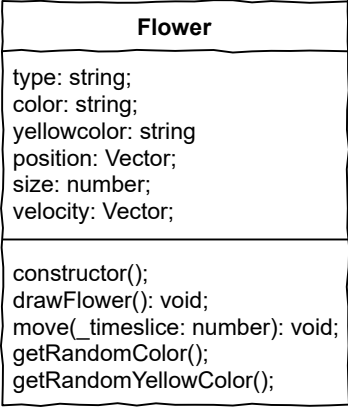 Flower
type: string;
color: string;
yellowcolor: string
position: Vector;
size: number;
velocity: Vector;
constructor();
drawFlower(): void;
move(_timeslice: number): void;
getRandomColor();
getRandomYellowColor();